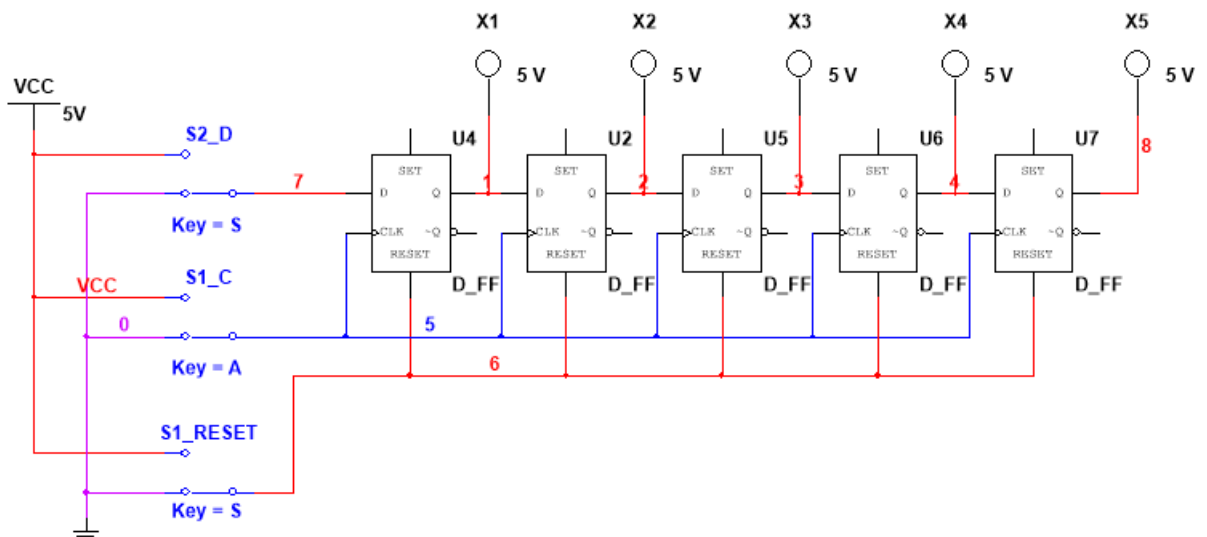 X1
X2
X3
X4
X5
5 V
5 V
5 V
5 V
5 V
VCC
5V
S2_D
U4
U2
U5
U6
U7
8
SET
SET
SET
SET
SET
7
D
Q
1
D
Q
2
D
Q
3
D
Q
4
D
Q
Key = S
CLK
~Q
CLK
~Q
CLK
~Q
CLK
~Q
CLK
~Q
RESET
RESET
RESET
RESET
RESET
S1_C
VCC
D_FF
D_FF
D_FF
D_FF
D_FF
0
5
Key = A
6
S1_RESET
Key = S